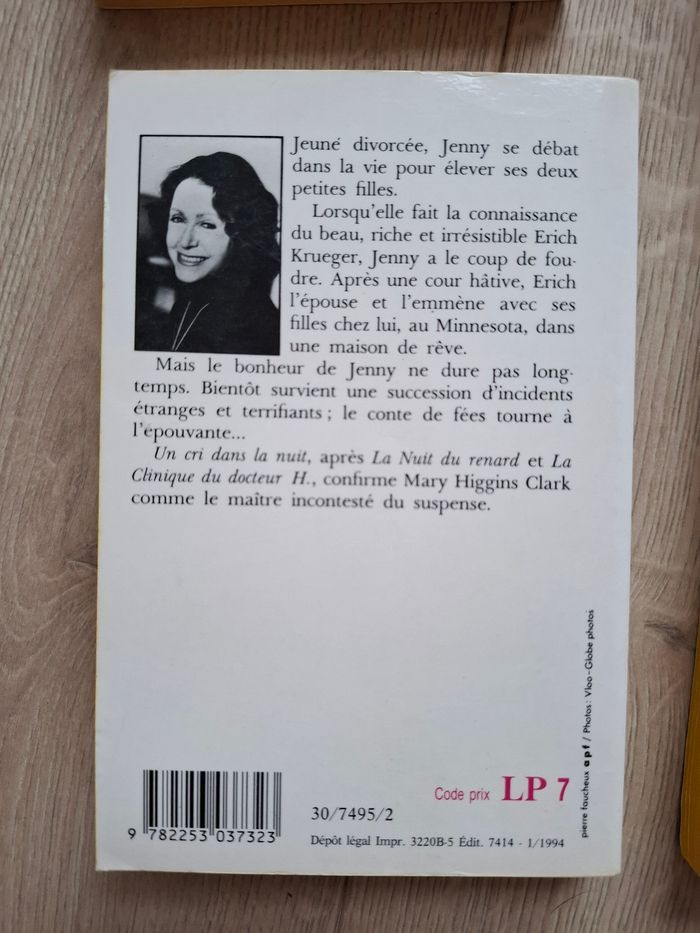 Jeuné divorcée, Jenny se débat
dans la vie pour élever ses deux
petites filles.
Lorsqu'elle fait la connaissance
du beau, riche et irrésistible Erich
Krueger, Jenny a le coup de fou-
dre. Après une cour hâtive, Erich
l'épouse et l'emmène avec ses
filles chez lui, au Minnesota, dans
une maison de rêve.
Mais le bonheur de Jenny ne dure pas long-
temps. Bientôt survient une succession d'incidents
étranges et terrifiants ; le conte de fées tourne à
l'épouvante...
Un cri dans la nuit, après La Nuit du renard et La
Clinique du docteur H., confirme Mary Higgins Clark
comme le maître incontesté du suspense.
pierre faucheux apf / Photos : Vloo - Globe photos
Code prix LP 7
30/7495/2
9 782253 037323
Dépôt légal Impr. 3220B-5 Édit. 7414 - 1/1994